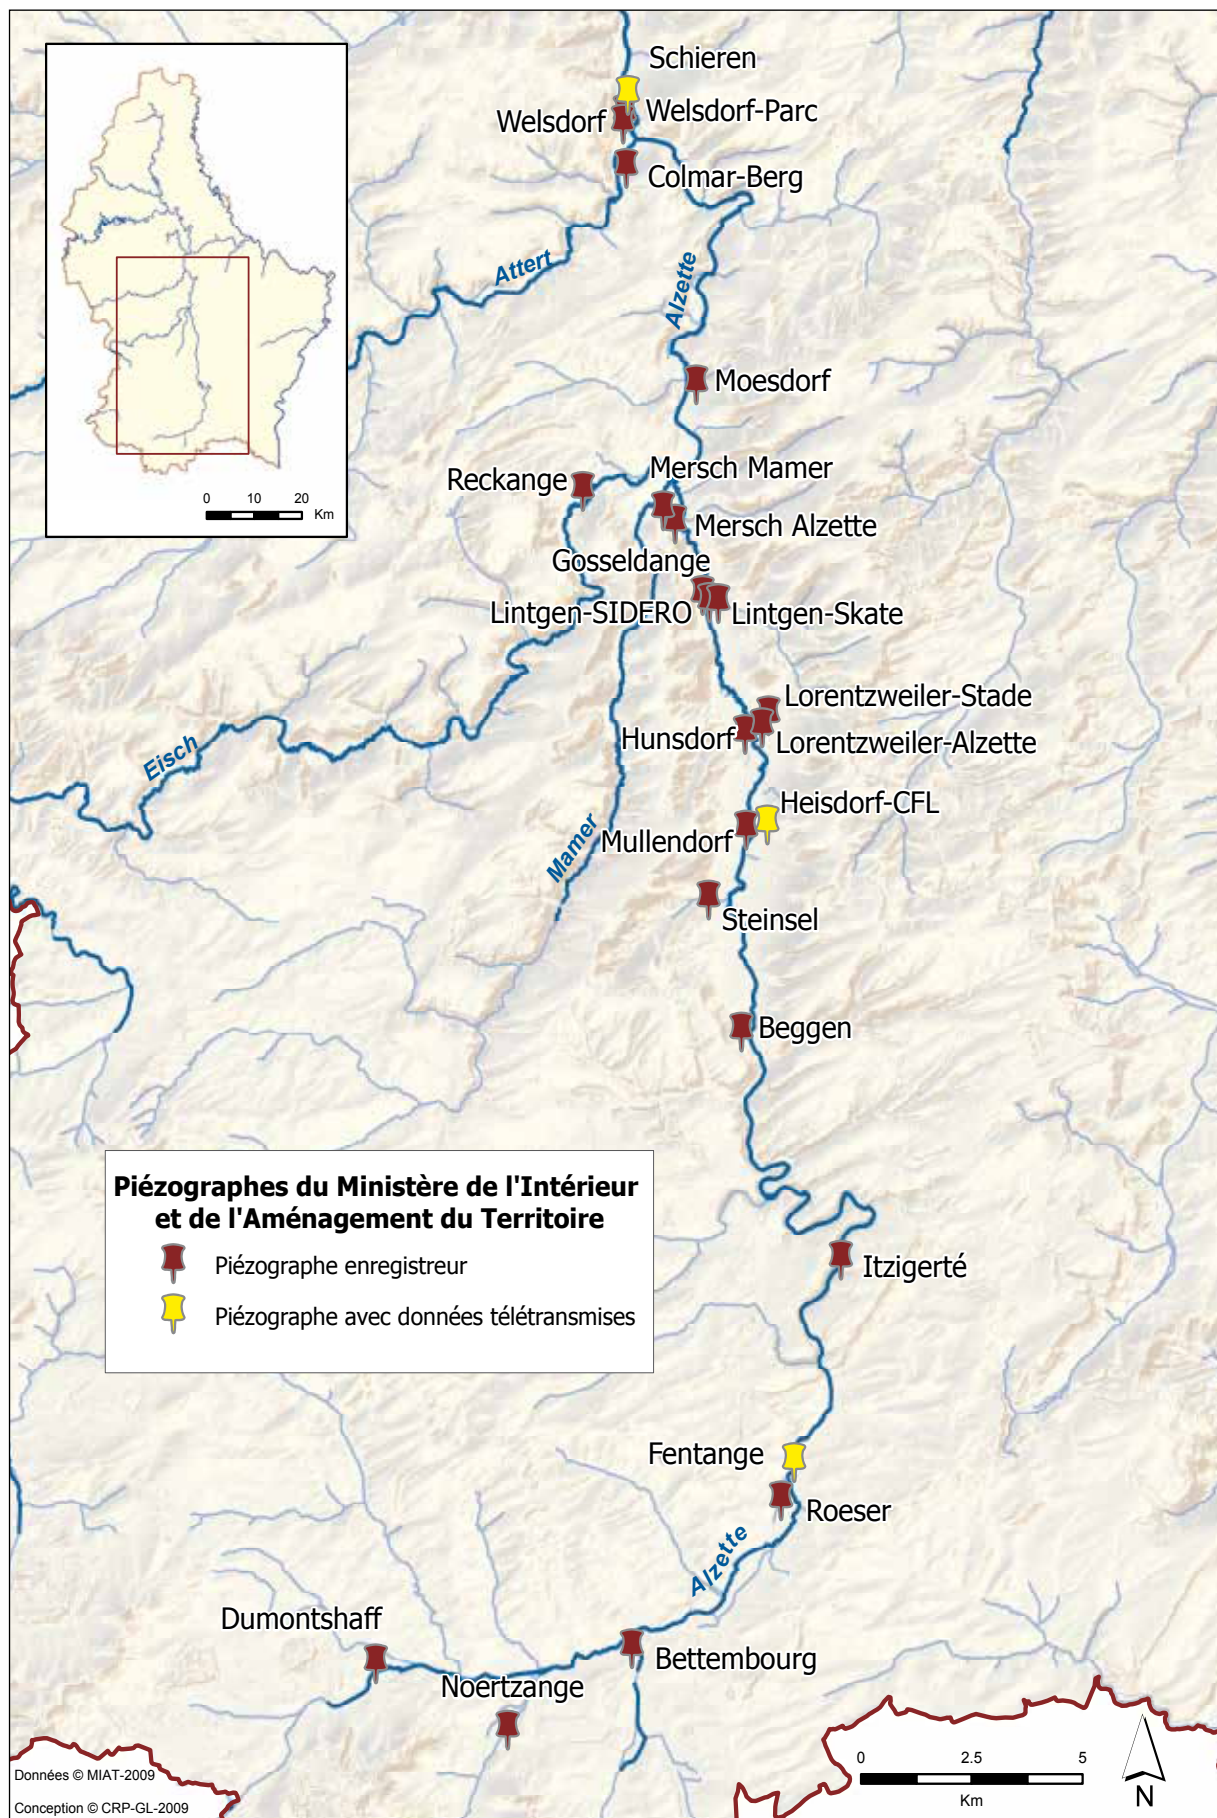 Schieren
Welsdorf-Parc
Welsdorf
Colmar-Berg
Attert
Alzette
Moesdorf
0 10 20
Km
Mersch Mamer
Reckange
Mersch Alzette
Gosseldange
Lintgen-SIDERO
Lintgen-Skate
Lorentzweiler-Stade
Hunsdorf
Lorentzweiler-Alzette
Eisch
Heisdorf-CFL
Mullendorf
Mamer
Steinsel
Beggen
Piézographes du Ministère de l'Intérieur
et de l'Aménagement du Territoire
Piézographe enregistreur
Piézographe avec données télétransmises
Itzigerté
Fentange
Roeser
Alzette
Dumontshaff
Bettembourg
Noertzange
0 2.5 5
Km
N
Données © MIAT-2009
Conception © CRP-GL-2009